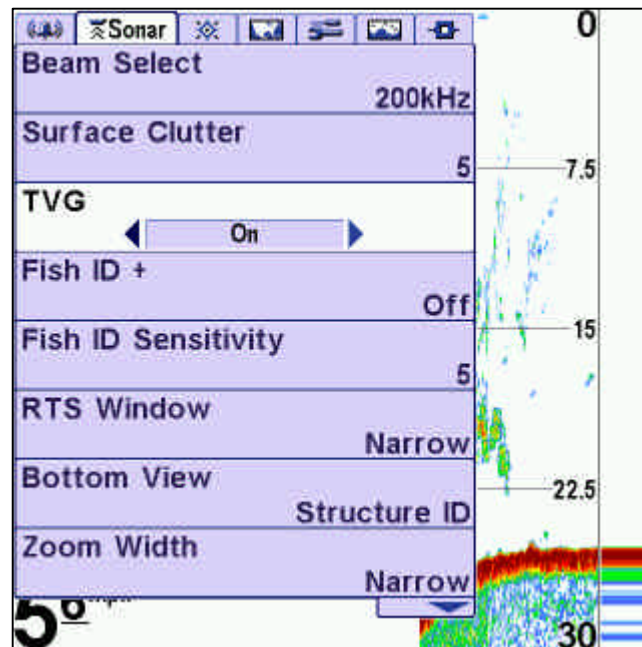 Sonar
Beam Select
200kHz
Surface Clutter
5
TVG
On
Fish ID +
Off
Fish ID Sensitivity
5
RTS Window
Narrow
Bottom View
Structure ID
Zoom Width
Narrow
0
7.5
15
22.5
30
56